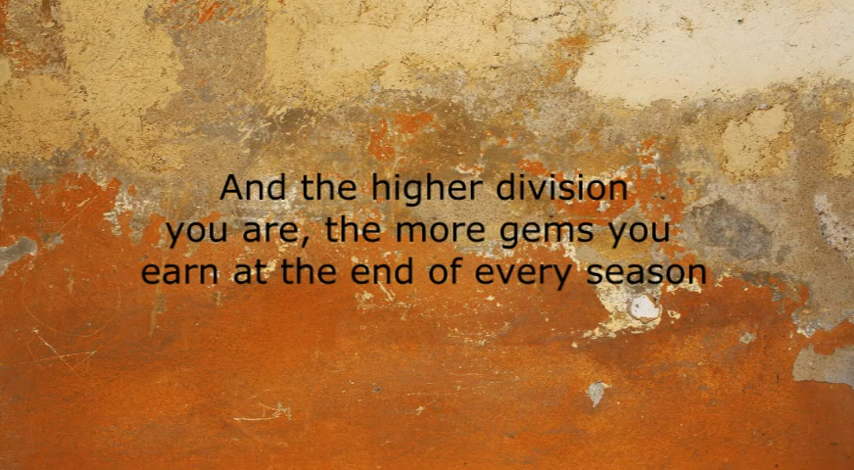 And the higher division
you are, the more gems you
earn at the end of every season